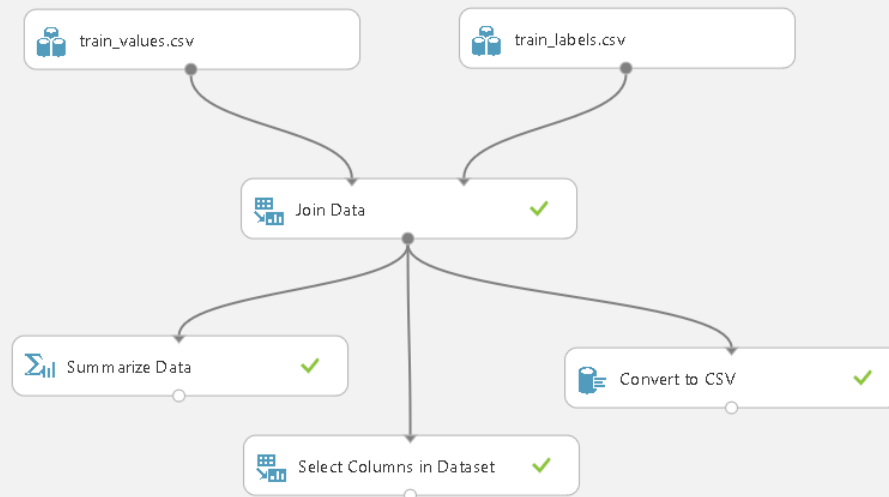 train_values.csv
train_labels.csv
Join Data
Summarize Data
Convert to CSV
Select Columns in Dataset